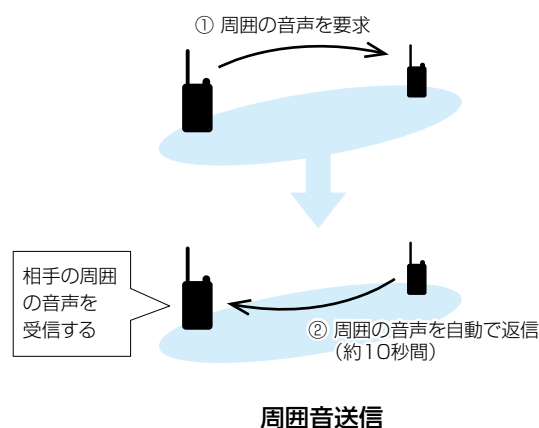 ① 周囲の音声を要求
相手の周囲
の音声を
受信する
② 周囲の音声を自動で返信
（約10秒間）
周囲音送信